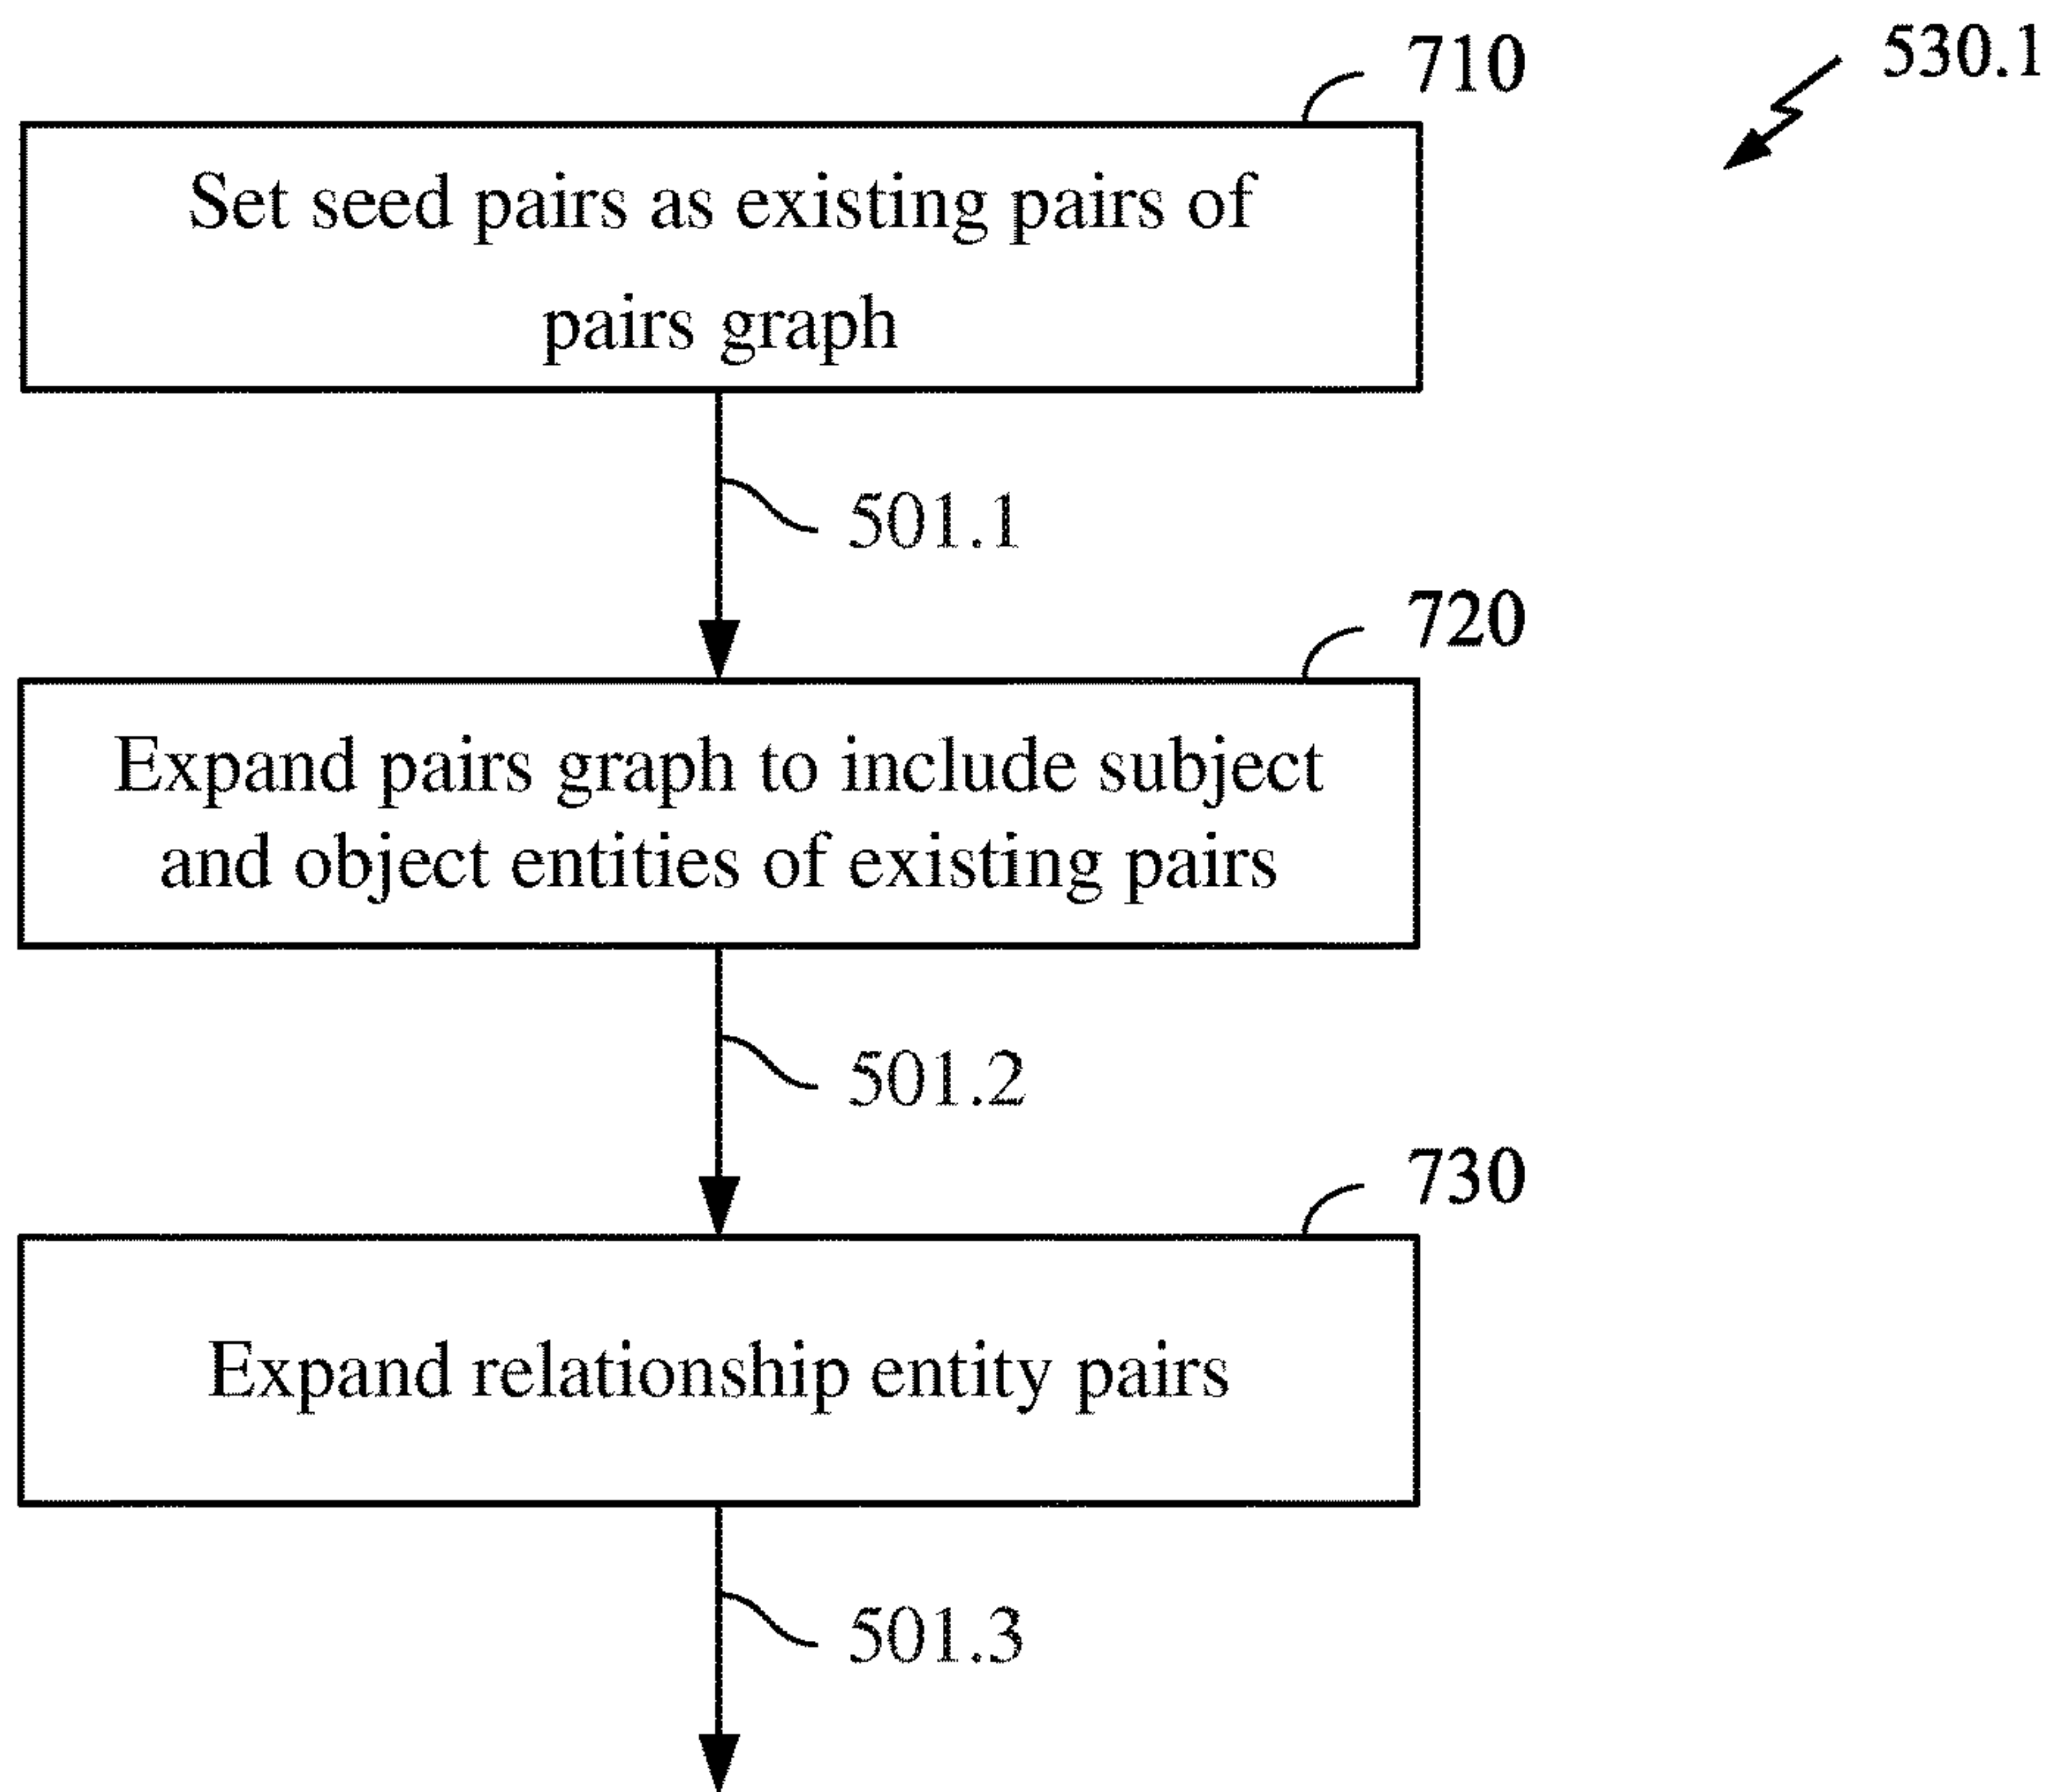 710
530.1
Set seed pairs as existing pairs of
pairs graph
501.1
720
Expand pairs graph to include subject
and object entities of existing pairs
501.2
730
Expand relationship entity pairs
501.3